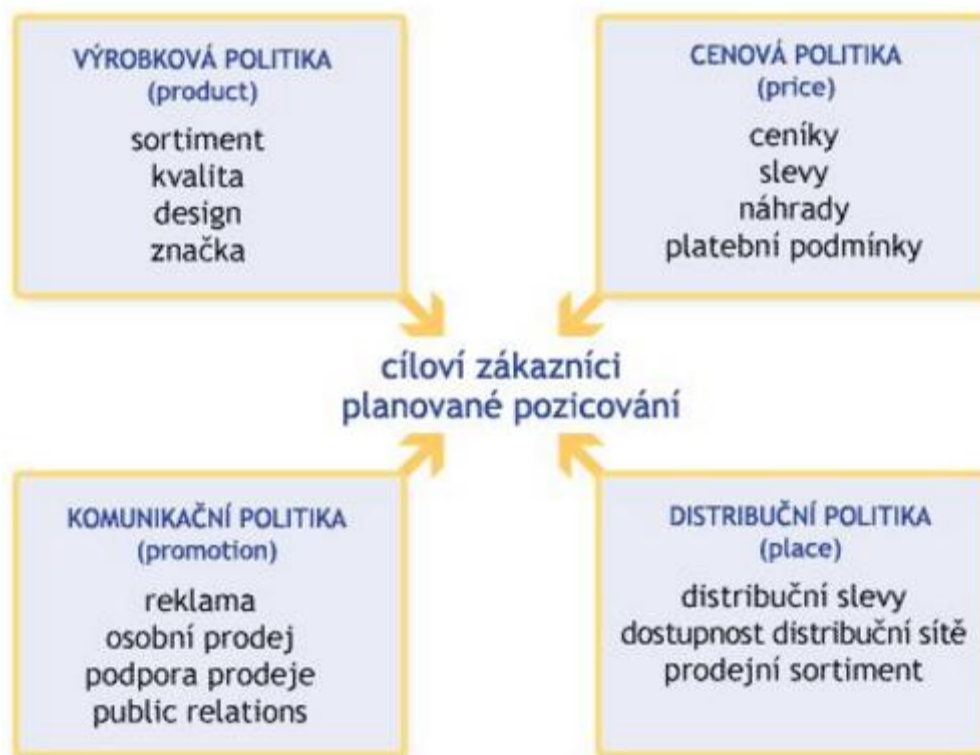 VÝROBKOVÁ POLITIKA
(product)
sortiment
kvalita
design
značka
CENOVÁ POLITIKA
(price)
ceníky
slevy
náhrady
platební podmínky
cíloví zákazníci
planované pozicování
KOMUNIKAČNÍ POLITIKA
(promotion)
reklama
osobní prodej
podpora prodeje
public relations
DISTRIBUČNÍ POLITIKA
(place)
distribuční slevy
dostupnost distribuční sítě
prodejní sortiment